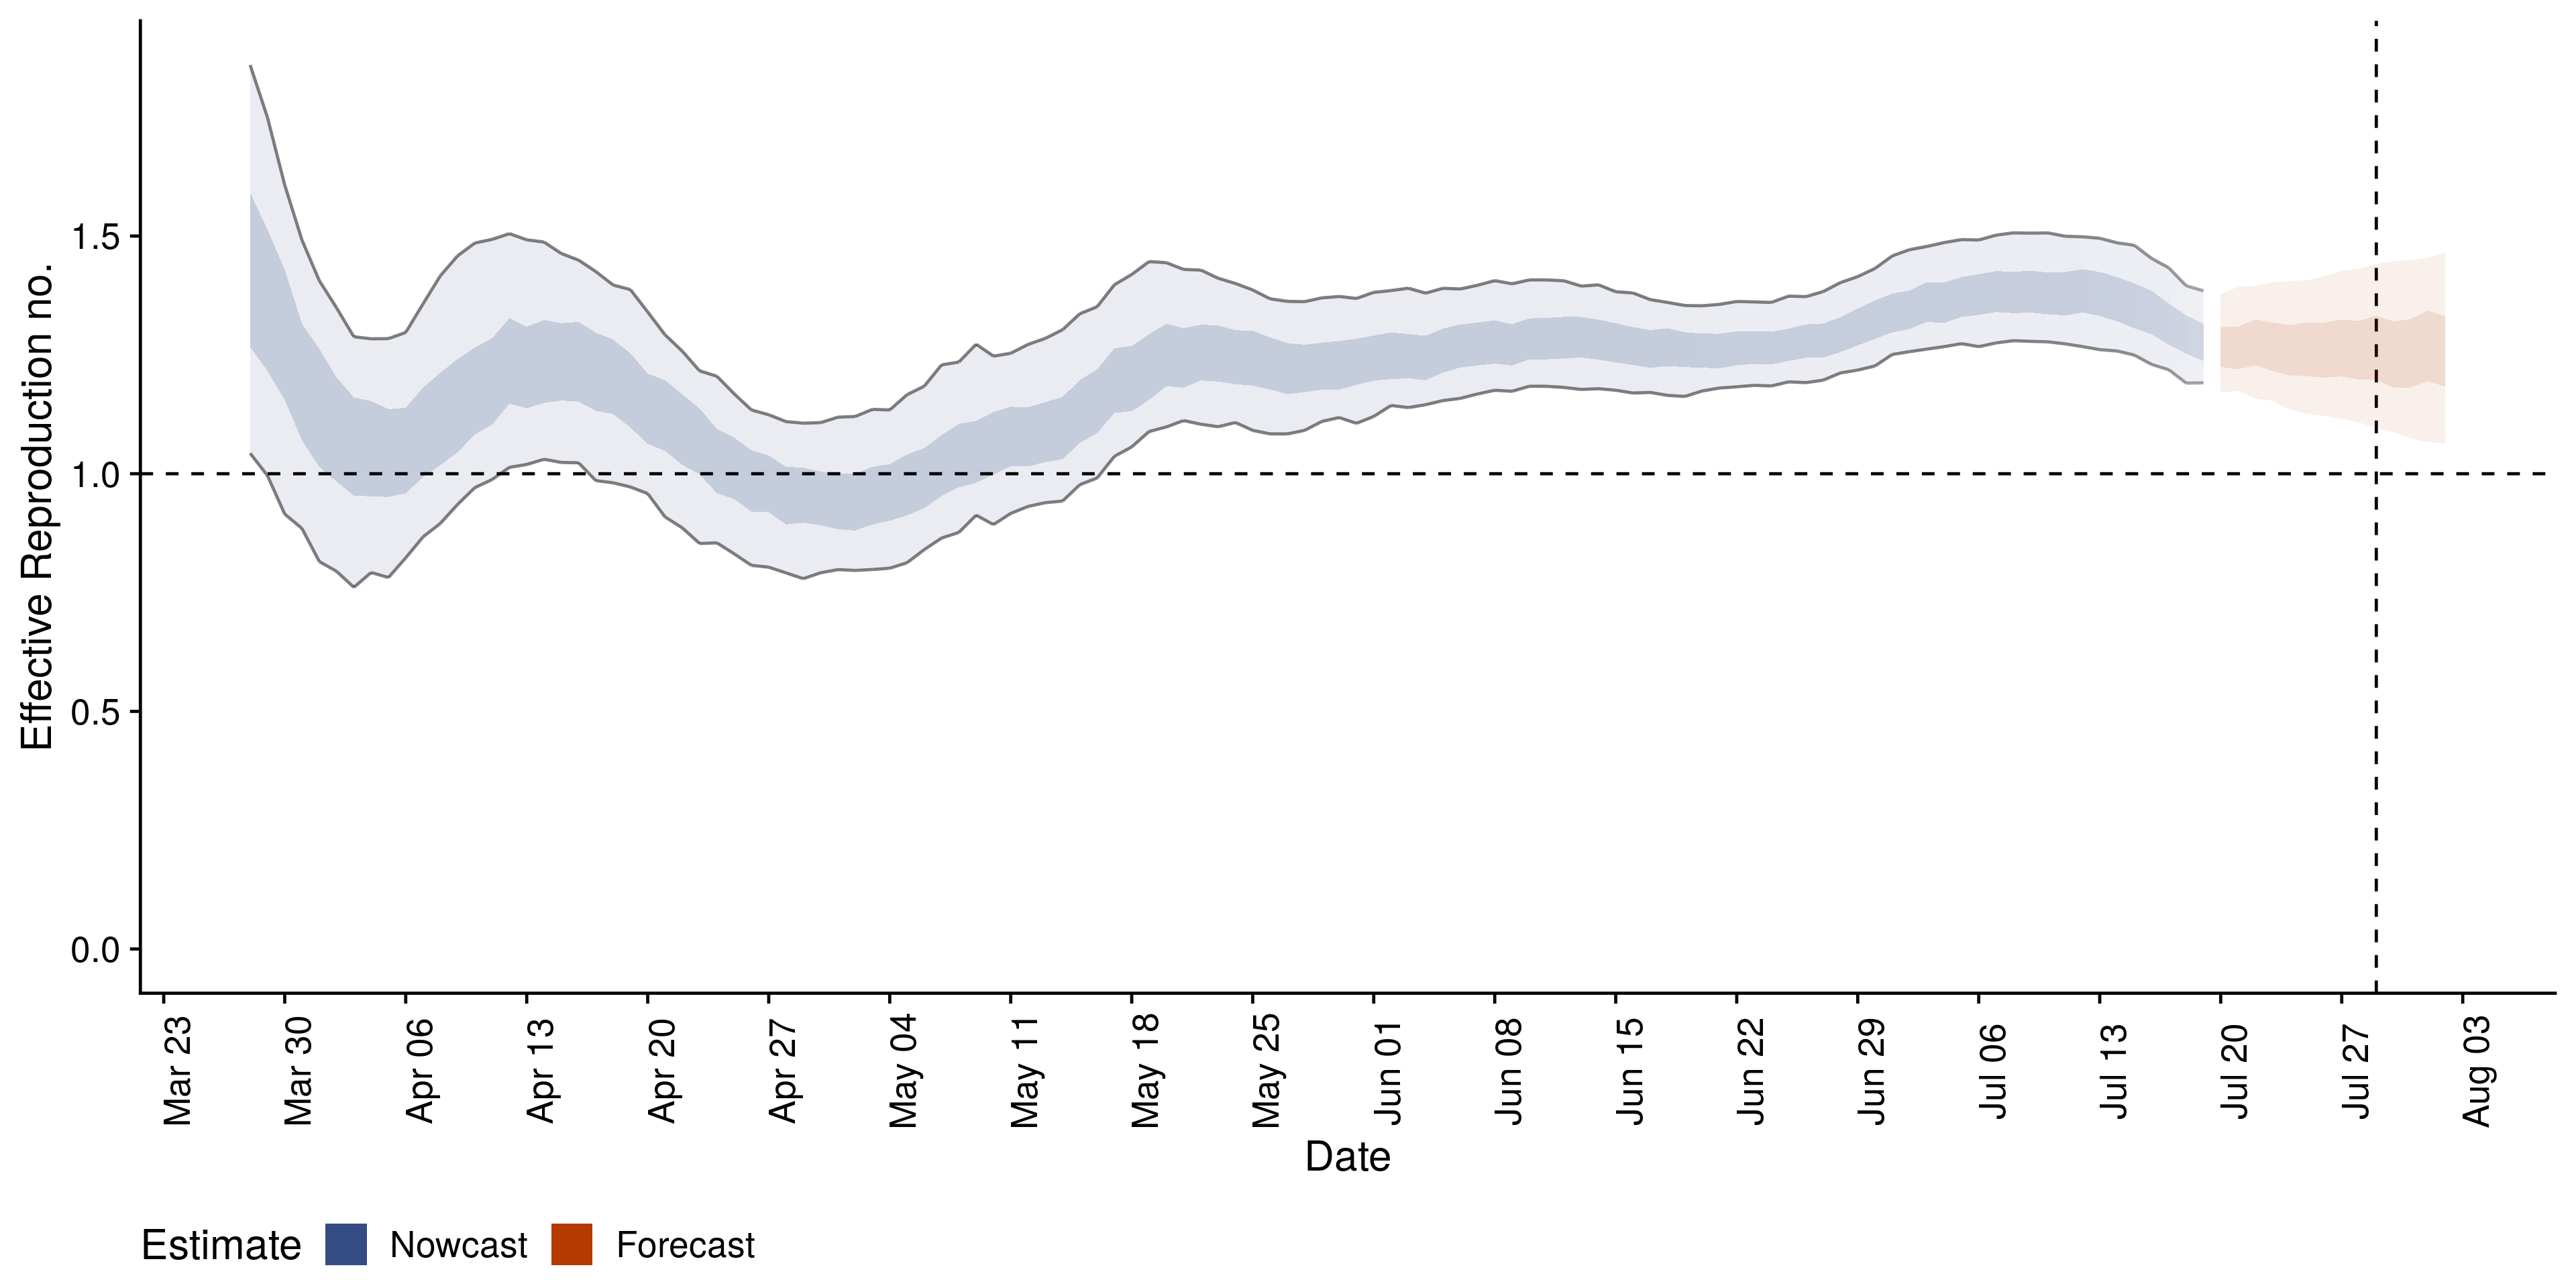 Effective Reproduction no.
1.5
1.0
0.5
0.0
Mar 23
Mar 30
Apr 06
Apr 13
Apr 20
Apr 27
May 04
May 11
May 18
May 25
Jun 01
Jun 08
Jun 15
Jun 22
Jun 29
Jul 06
Jul 13
Jul 20
Jul 27
Aug 03
Date
Estimate Nowcast Forecast